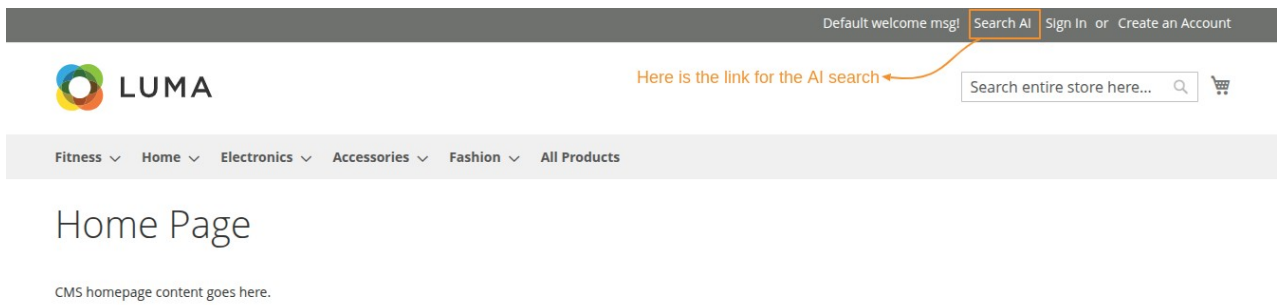 Default welcome msg! Search AI Sign In or Create an Account
LUMA
Here is the link for the AI search
Search entire store here...
Fitness Home Electronics Accessories Fashion All Products
Home Page
CMS homepage content goes here.